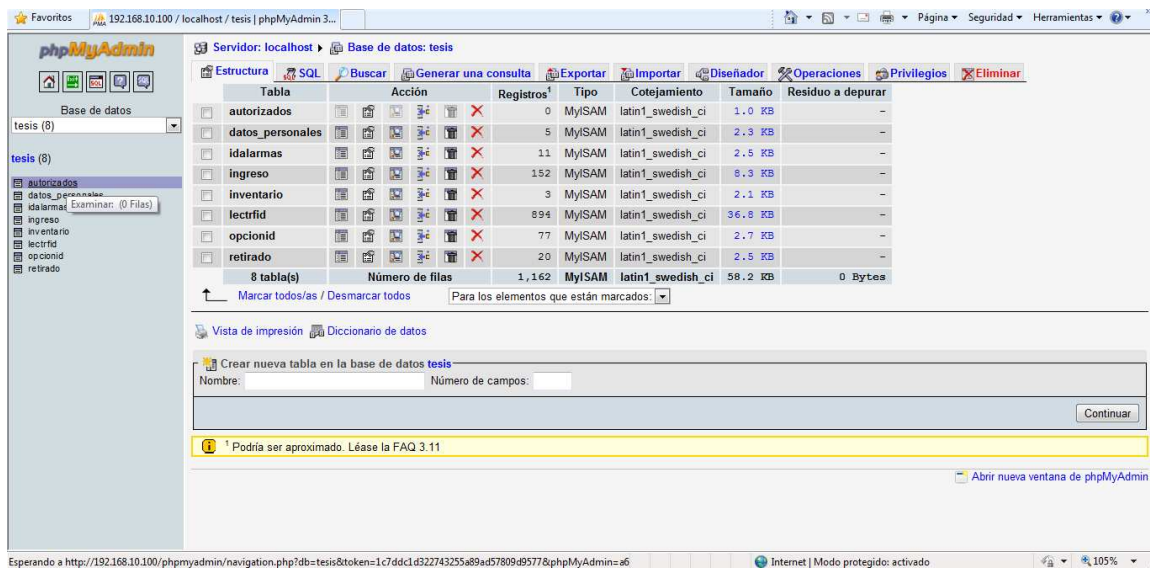 Favoritos
192.168.10.100 / localhost / tesis | phpMyAdmin 3...
Página Seguridad Herramientas
phpMyAdmin
Base de datos
tesis (8)
tesis (8)
autorizados
datos_personales
idalarmas
Examinar: (0 Filas)
ingreso
inventario
lectrfid
opcionid
retirado
Servidor: localhost Base de datos: tesis
Estructura SQL Buscar Generar una consulta Exportar Importar Diseñador Operaciones Privilegios Eliminar
Tabla Acción Registros1 Tipo Cotejamiento Tamaño Residuo a depurar
autorizados 0 MyISAM latin1_swedish_ci 1.0 KB -
datos_personales 5 MyISAM latin1_swedish_ci 2.3 KB -
idalarmas 11 MyISAM latin1_swedish_ci 2.5 KB -
ingreso 152 MyISAM latin1_swedish_ci 8.3 KB -
inventario 3 MyISAM latin1_swedish_ci 2.1 KB -
lectrfid 894 MyISAM latin1_swedish_ci 36.8 KB -
opcionid 77 MyISAM latin1_swedish_ci 2.7 KB -
retirado 20 MyISAM latin1_swedish_ci 2.5 KB -
8 tabla(s) Número de filas 1,162 MyISAM latin1_swedish_ci 58.2 KB 0 Bytes
Marcar todos/as / Desmarcar todos Para los elementos que están marcados:
Vista de impresión Diccionario de datos
Crear nueva tabla en la base de datos tesis
Nombre: Número de campos:
Continuar
1 Podría ser aproximado. Léase la FAQ 3.11
Abrir nueva ventana de phpMyAdmin
Esperando a http://192.168.10.100/phpmyadmin/navigation.php?db=tesis&token=1c7ddc1d322743255a89ad57809d9577&phpMyAdmin=a6 Internet | Modo protegido: activado 105%